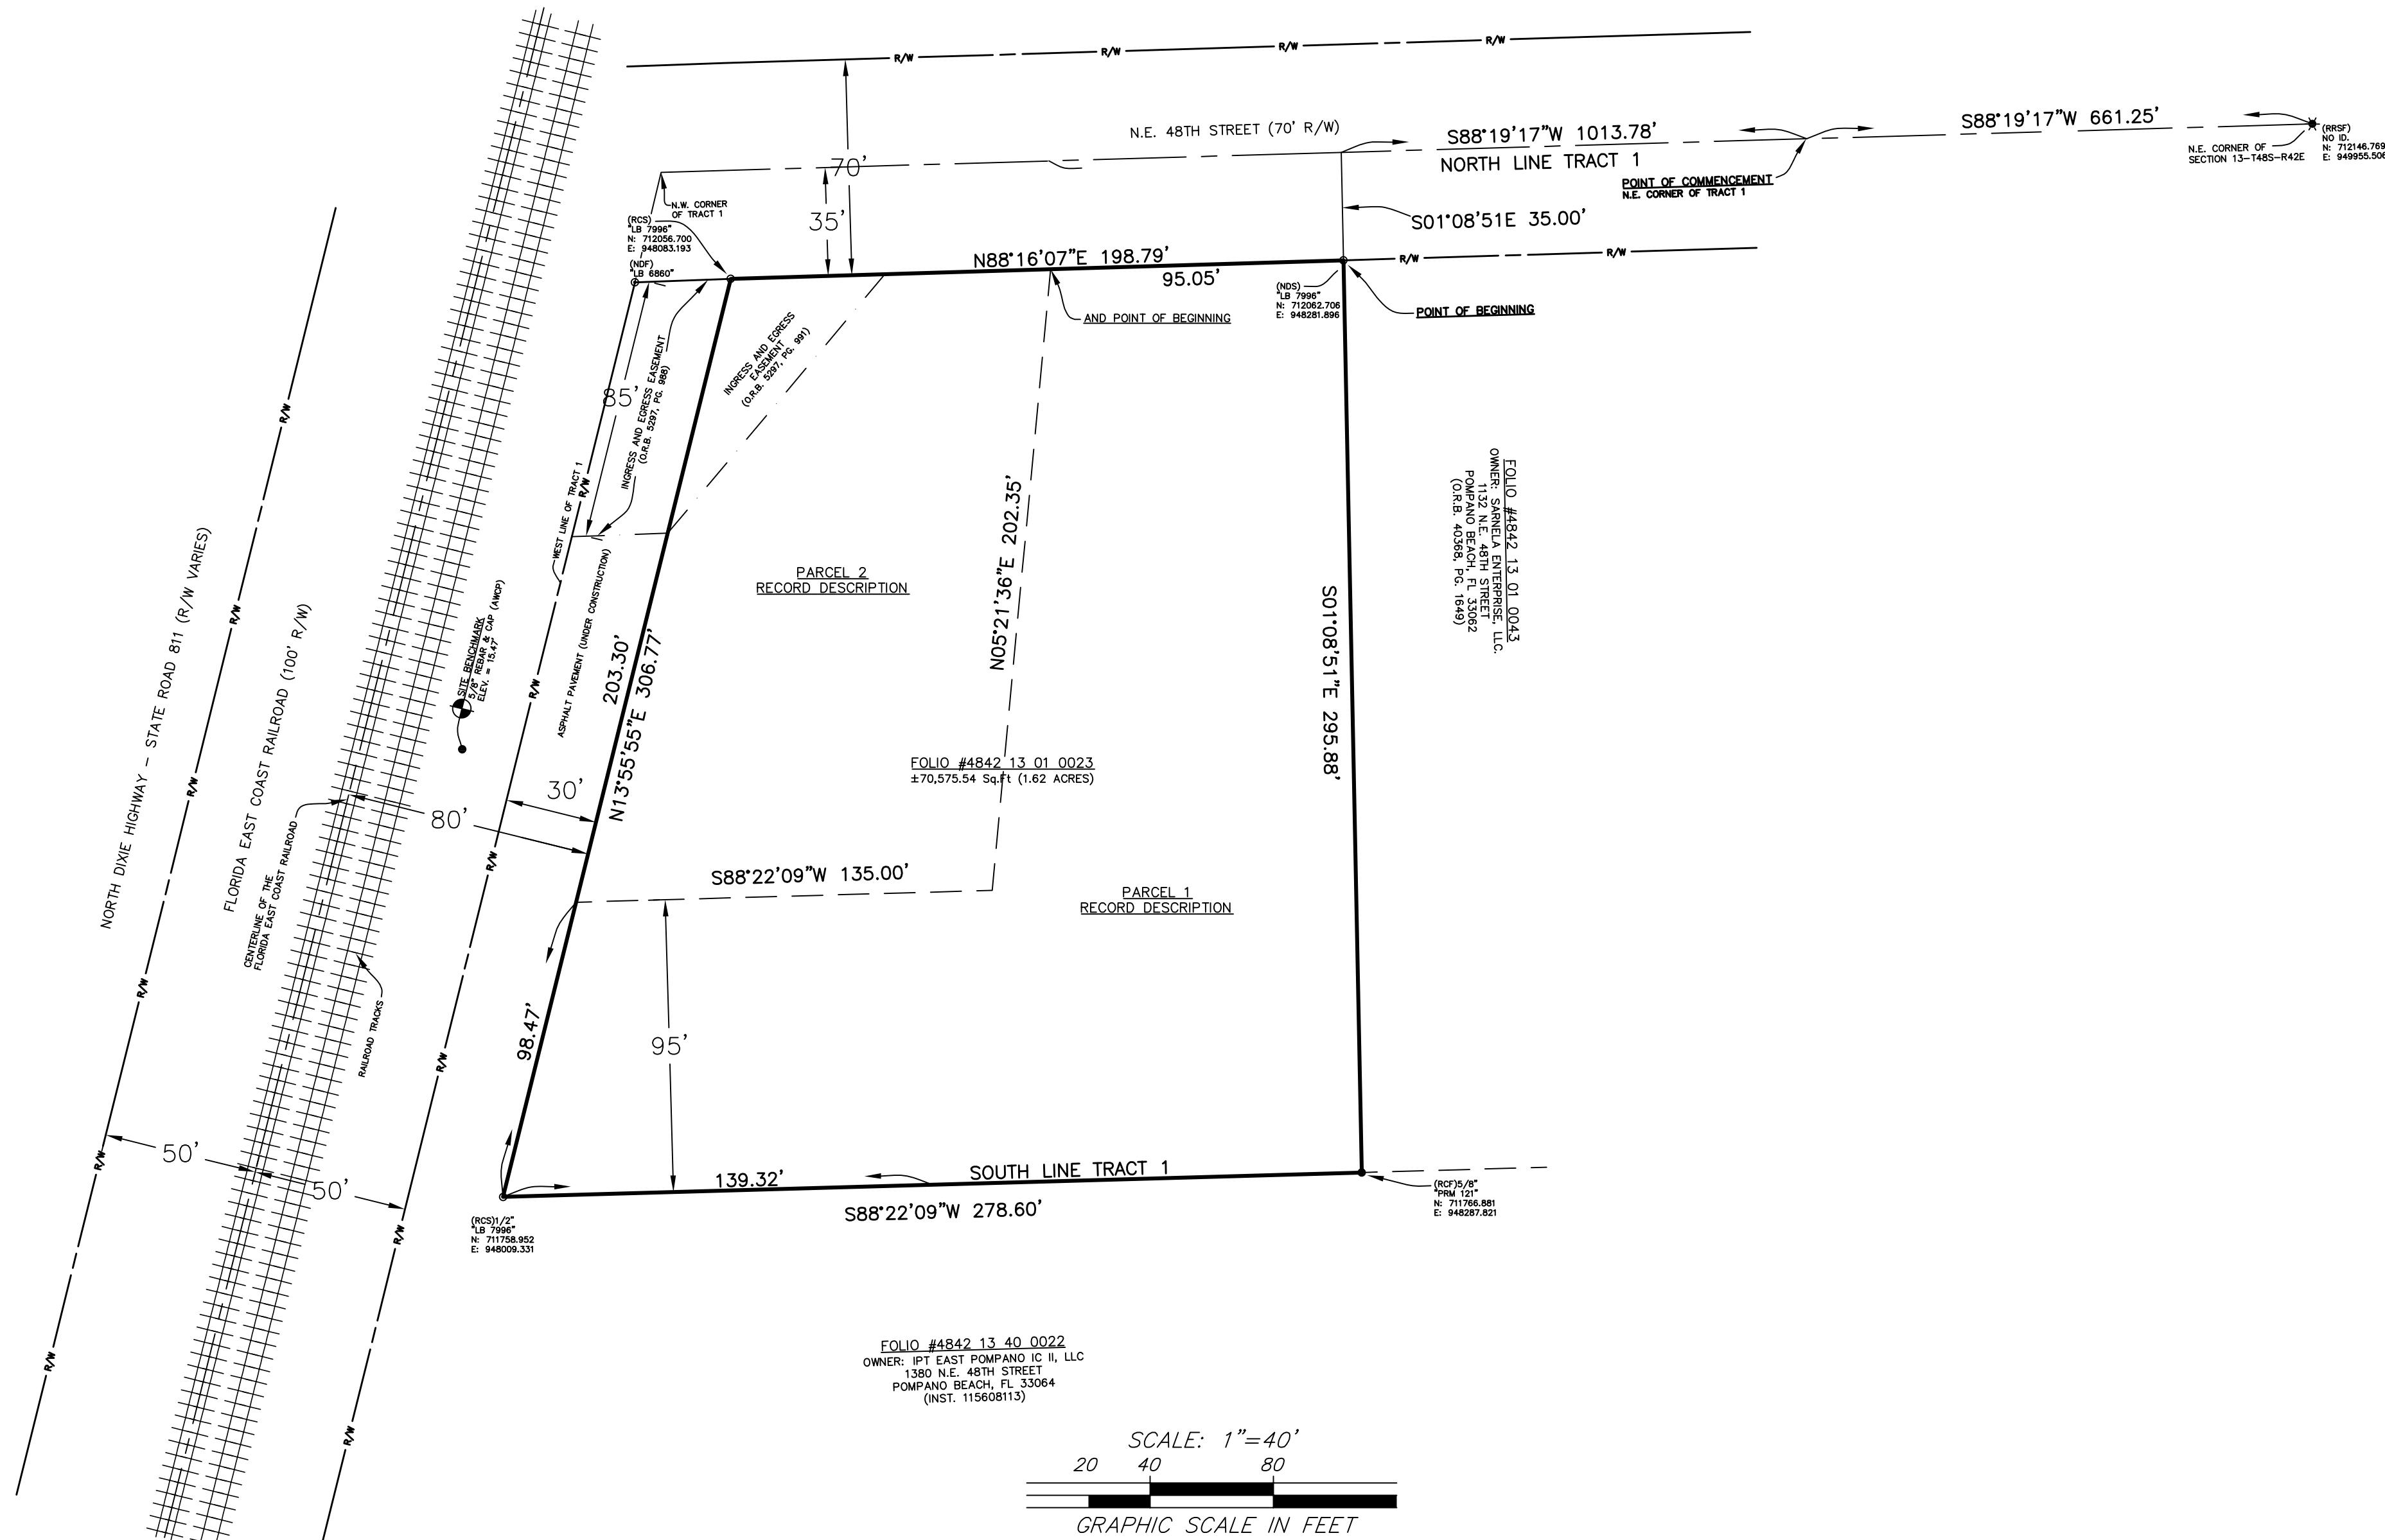 R/W R/W R/W R/W
N.E. 48TH STREET (70' R/W)
S88°19'17"W 1013.78'
NORTH LINE TRACT 1
S88°19'17"W 661.25'
N.E. CORNER OF
SECTION 13-T48S-R42E
(RRSF)
NO ID.
N: 712146.769
E: 949955.506
POINT OF COMMENCEMENT
N.E. CORNER OF TRACT 1
70'
35'
N.W. CORNER
OF TRACT 1
(RCS)
"LB 7996"
N: 712056.700
E: 948083.193
(NDF)
"LB 6860"
S01°08'51E 35.00'
N88°16'07"E 198.79'
95.05'
R/W R/W
(NDS)
"LB 7996"
N: 712062.706
E: 948281.896
POINT OF BEGINNING
AND POINT OF BEGINNING
INGRESS AND EGRESS
EASEMENT
(O.R.B. 5297, PG. 991)
INGRESS AND EGRESS EASEMENT
(O.R.B. 5297, PG. 988)
85'
R/W
WEST LINE OF TRACT 1
R/W
ASPHALT PAVEMENT (UNDER CONSTRUCTION)
PARCEL 2
RECORD DESCRIPTION
N05°21'36"E 202.35'
S01°08'51"E 295.88'
FOLIO #4842 13 01 0043
OWNER: SARNELA ENTERPRISE, LLC.
1132 N.E. 48TH STREET
POMPANO BEACH, FL 33062
(O.R.B. 40368, PG. 1649)
NORTH DIXIE HIGHWAY - STATE ROAD 811 (R/W VARIES)
R/W
FLORIDA EAST COAST RAILROAD (100' R/W)
R/W
SITE BENCHMARK
5/8" REBAR & CAP (AWCP)
ELEV. = 15.47'
R/W
203.30'
N13°55'55"E 306.77'
FOLIO #4842 13 01 0023
±70,575.54 Sq.Ft (1.62 ACRES)
30'
80'
CENTERLINE OF THE
FLORIDA EAST COAST RAILROAD
R/W
S88°22'09"W 135.00'
PARCEL 1
RECORD DESCRIPTION
RAILROAD TRACKS
R/W
98.47'
95'
R/W
50'
50'
R/W
139.32'
SOUTH LINE TRACT 1
S88°22'09"W 278.60'
(RCF)5/8"
"PRM 121"
N: 711766.881
E: 948287.821
(RCS)1/2"
"LB 7996"
N: 711758.952
E: 948009.331
R/W
R/W
R/W
FOLIO #4842 13 40 0022
OWNER: IPT EAST POMPANO IC II, LLC
1380 N.E. 48TH STREET
POMPANO BEACH, FL 33064
(INST. 115608113)
SCALE: 1"=40'
20 40 80
GRAPHIC SCALE IN FEET